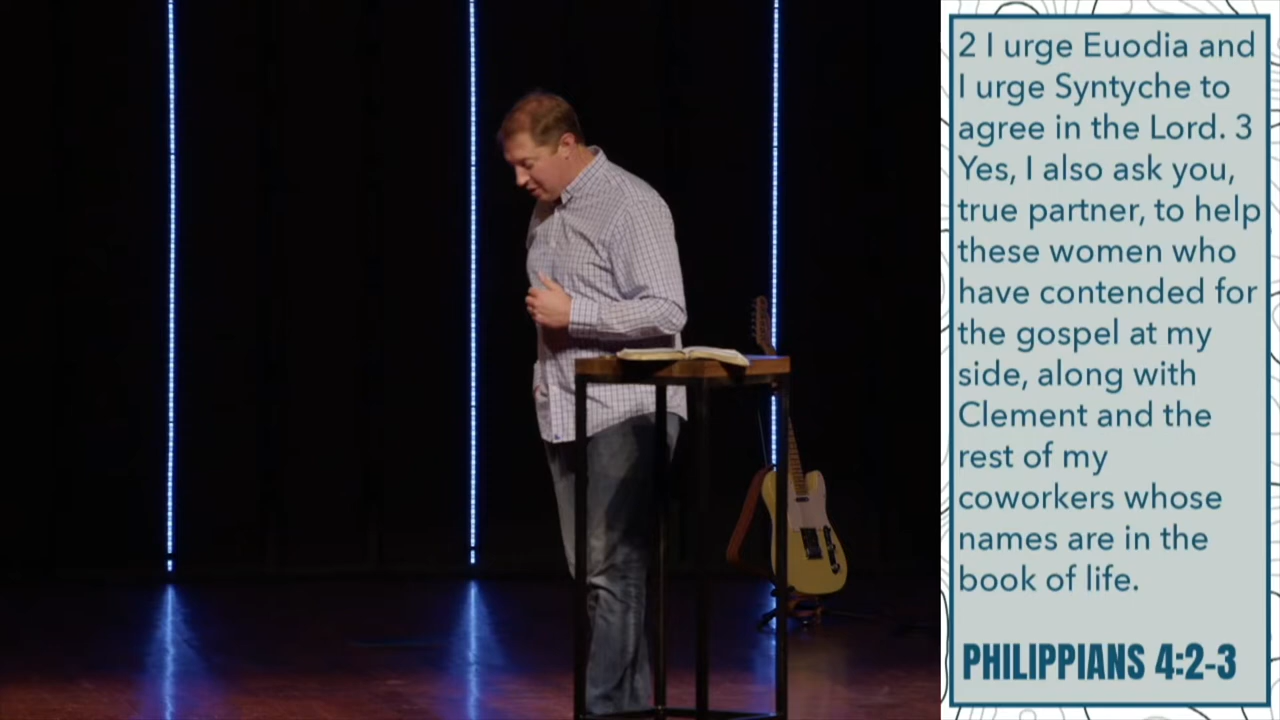 2 I urge Euodia and
I urge Syntyche to
agree in the Lord. 3
Yes, I also ask you,
true partner, to help
these women who
have contended for
the gospel at my
side, along with
Clement and the
rest of my
coworkers whose
names are in the
book of life.
PHILIPPIANS 4:2-3